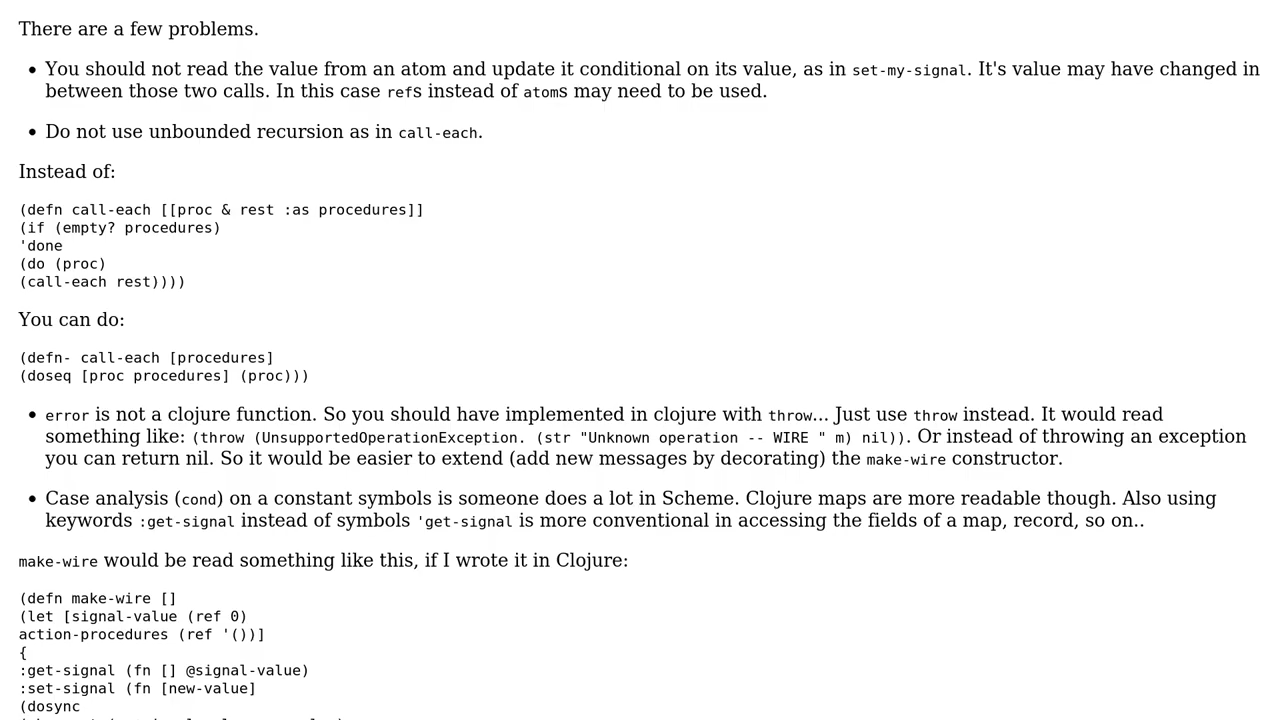 There are a few problems.
• You should not read the value from an atom and update it conditional on its value, as in set-my-signal. It's value may have changed in
between those two calls. In this case refs instead of atoms may need to be used.
• Do not use unbounded recursion as in call-each.
Instead of:
(defn call-each [[proc & rest :as procedures]]
(if (empty? procedures)
'done
(do (proc)
(call-each rest))))
You can do:
(defn- call-each [procedures]
(doseq [proc procedures] (proc)))
• error is not a clojure function. So you should have implemented in clojure with throw... Just use throw instead. It would read
something like: (throw (UnsupportedOperationException. (str "Unknown operation -- WIRE " m) nil)). Or instead of throwing an exception
you can return nil. So it would be easier to extend (add new messages by decorating) the make-wire constructor.
• Case analysis (cond) on a constant symbols is someone does a lot in Scheme. Clojure maps are more readable though. Also using
keywords :get-signal instead of symbols 'get-signal is more conventional in accessing the fields of a map, record, so on..
make-wire would be read something like this, if I wrote it in Clojure:
(defn make-wire []
(let [signal-value (ref 0)
action-procedures (ref '())]
{
:get-signal (fn [] @signal-value)
:set-signal (fn [new-value]
(dosync